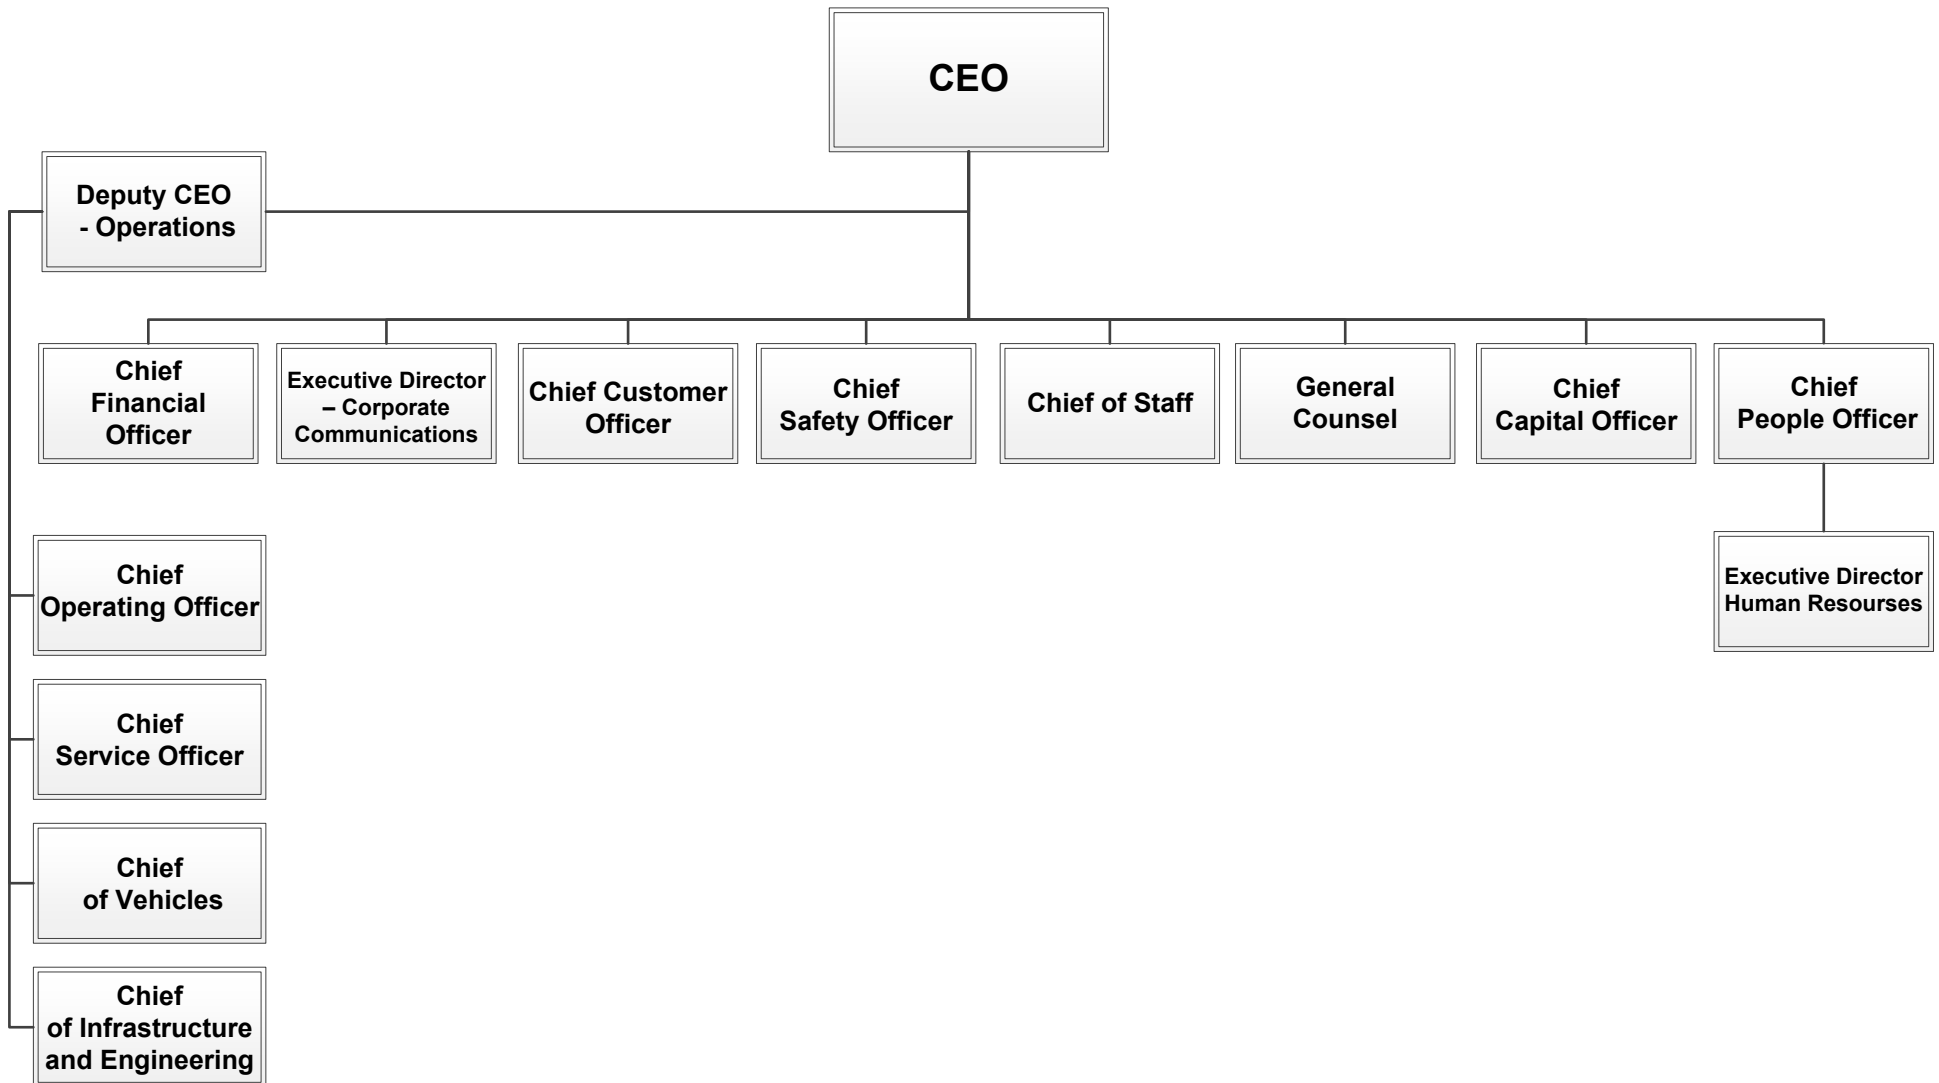 CEO
Deputy CEO
- Operations
Chief
Financial
Officer
Executive Director
– Corporate
Communications
Chief Customer
Officer
Chief
Safety Officer
Chief of Staff
General
Counsel
Chief
Capital Officer
Chief
People Officer
Chief
Operating Officer
Executive Director
Human Resourses
Chief
Service Officer
Chief
of Vehicles
Chief
of Infrastructure
and Engineering